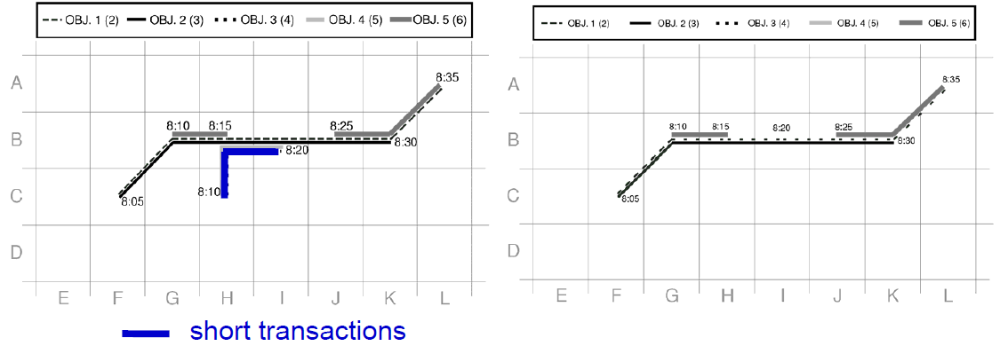 OBJ. 1 (2) OBJ. 2 (3) OBJ. 3 (4) OBJ. 4 (5) OBJ. 5 (6)
A
8:35
8:10 8:15 8:25
B
8:30
8:20
C
8:10
8:05
D
E F G H I J K L
short transactions
OBJ. 1 (2) OBJ. 2 (3) OBJ. 3 (4) OBJ. 4 (5) OBJ. 5 (6)
A
8:35
8:10 8:15 8:20 8:25
B
8:30
C
8:05
D
E F G H I J K L